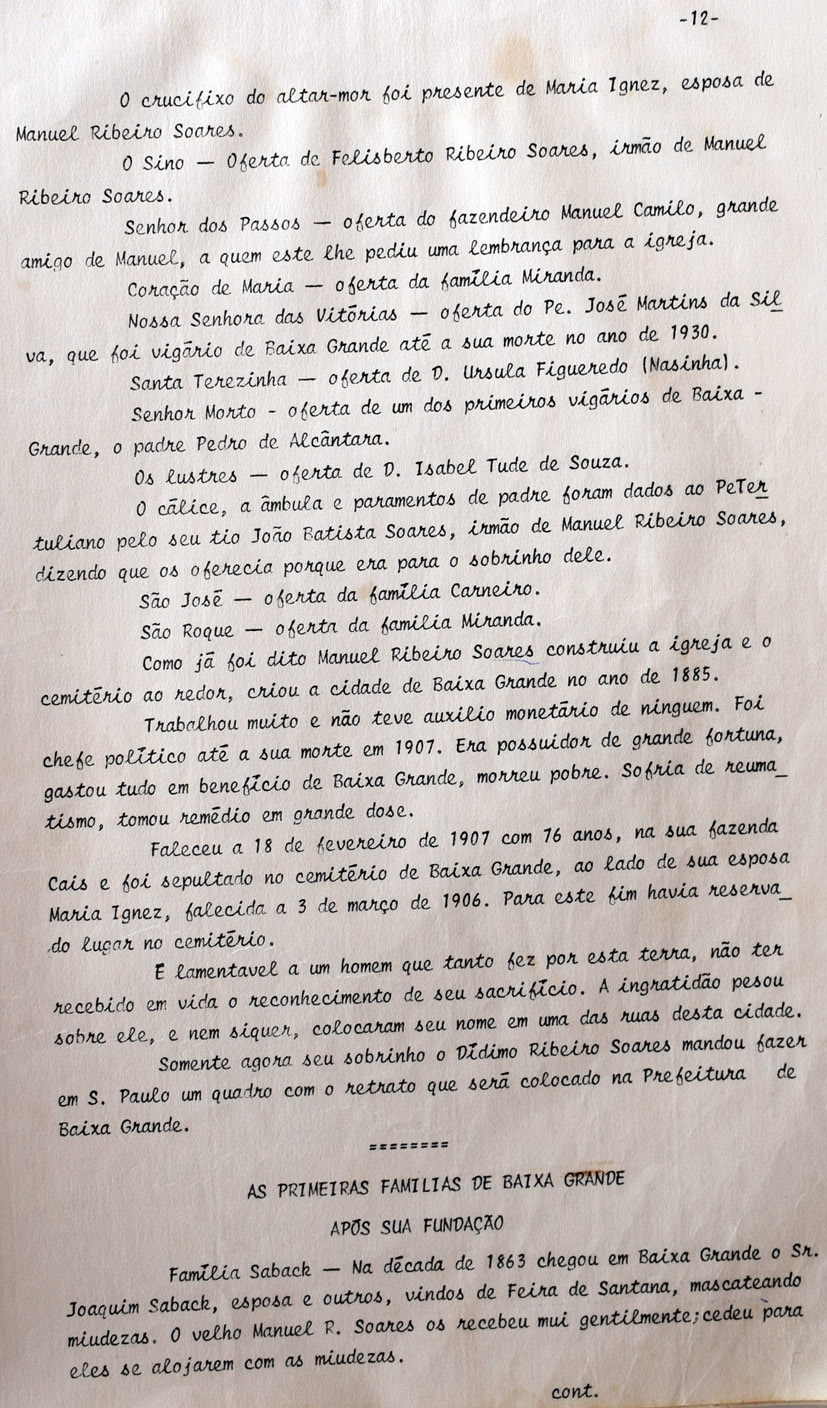 -12-
O crucifixo do altar-mor foi presente de Maria Ignez, esposa de
Manuel Ribeiro Soares.
O Sino — Oferta de Felisberto Ribeiro Soares, irmão de Manuel
Ribeiro Soares.
Senhor dos Passos — oferta do fazendeiro Manuel Camilo, grande
amigo de Manuel, a quem este lhe pediu uma lembrança para a igreja.
Coração de Maria — oferta da família Miranda.
Nossa Senhora das Vitórias — oferta do Pe. José Martins da Sil
va, que foi vigário de Baixa Grande até a sua morte no ano de 1930.
Santa Terezinha — oferta de D. Ursula Figueredo (Nasinha).
Senhor Morto - oferta de um dos primeiros vigários de Baixa -
Grande, o padre Pedro de Alcântara.
Os lustres — oferta de D. Isabel Tude de Souza.
O cálice, a âmbula e paramentos de padre foram dados ao PeTer
tuliano pelo seu tio João Batista Soares, irmão de Manuel Ribeiro Soares,
dizendo que os oferecia porque era para o sobrinho dele.
São José — oferta da família Carneiro.
São Roque — oferta da familia Miranda.
Como já foi dito Manuel Ribeiro Soares construiu a igreja e o
cemitério ao redor, criou a cidade de Baixa Grande no ano de 1885.
Trabalhou muito e não teve auxilio monetário de ninguem. Foi
chefe político até a sua morte em 1907. Era possuidor de grande fortuna,
gastou tudo em benefício de Baixa Grande, morreu pobre. Sofria de reuma_
tismo, tomou remédio em grande dose.
Faleceu a 18 de fevereiro de 1907 com 76 anos, na sua fazenda
Cais e foi sepultado no cemitério de Baixa Grande, ao lado de sua esposa
Maria Ignez, falecida a 3 de março de 1906. Para este fim havia reserva_
do lugar no cemitério.
É lamentavel a um homem que tanto fez por esta terra, não ter
recebido em vida o reconhecimento de seu sacrifício. A ingratidão pesou
sobre ele, e nem siquer, colocaram seu nome em uma das ruas desta cidade.
Somente agora seu sobrinho o Dídimo Ribeiro Soares mandou fazer
em S. Paulo um quadro com o retrato que será colocado na Prefeitura de
Baixa Grande.
========
AS PRIMEIRAS FAMILIAS DE BAIXA GRANDE
APÓS SUA FUNDAÇÃO
Família Saback — Na década de 1863 chegou em Baixa Grande o Sr.
Joaquim Saback, esposa e outros, vindos de Feira de Santana, mascateando
miudezas. O velho Manuel R. Soares os recebeu mui gentilmente;cedeu para
eles se alojarem com as miudezas.
cont.